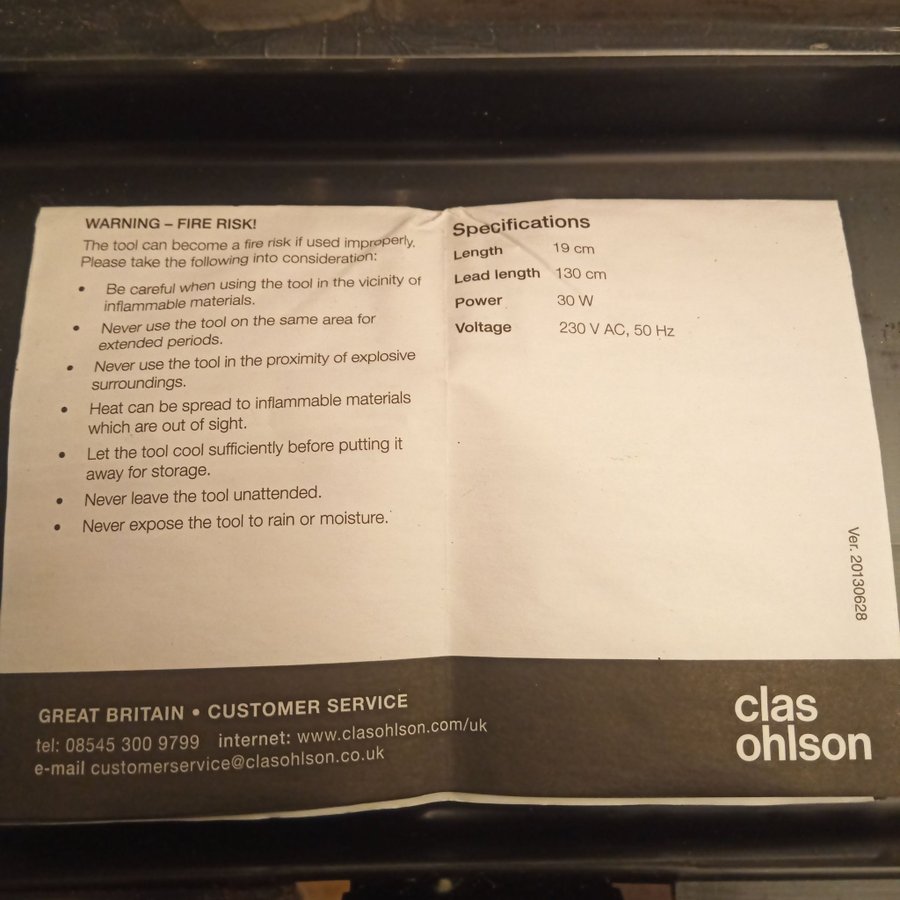 WARNING – FIRE RISK!
The tool can become a fire risk if used improperly.
Please take the following into consideration:
• Be careful when using the tool in the vicinity of
inflammable materials.
• Never use the tool on the same area for
extended periods.
• Never use the tool in the proximity of explosive
surroundings.
• Heat can be spread to inflammable materials
which are out of sight.
• Let the tool cool sufficiently before putting it
away for storage.
• Never leave the tool unattended.
• Never expose the tool to rain or moisture.
Specifications
Length 19 cm
Lead length 130 cm
Power 30 W
Voltage 230 V AC, 50 Hz
Ver. 20130628
GREAT BRITAIN • CUSTOMER SERVICE
tel: 08545 300 9799 internet: www.clasohlson.com/uk
e-mail customerservice@clasohlson.co.uk
clas
ohlson